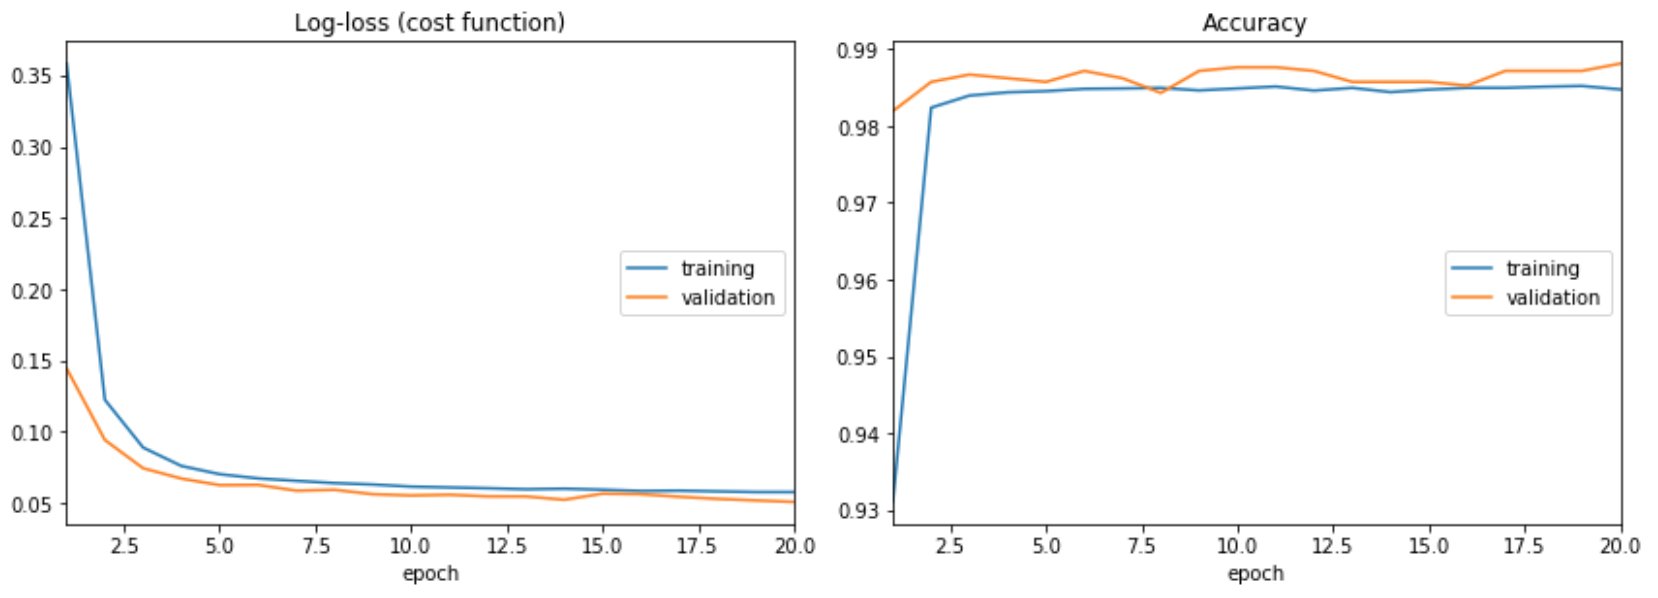 Log-loss (cost function)
0.35
0.30
0.25
0.20
0.15
0.10
0.05
training
validation
2.5 5.0 7.5 10.0 12.5 15.0 17.5 20.0
epoch
Accuracy
0.99
0.98
0.97
0.96
0.95
0.94
0.93
training
validation
2.5 5.0 7.5 10.0 12.5 15.0 17.5 20.0
epoch